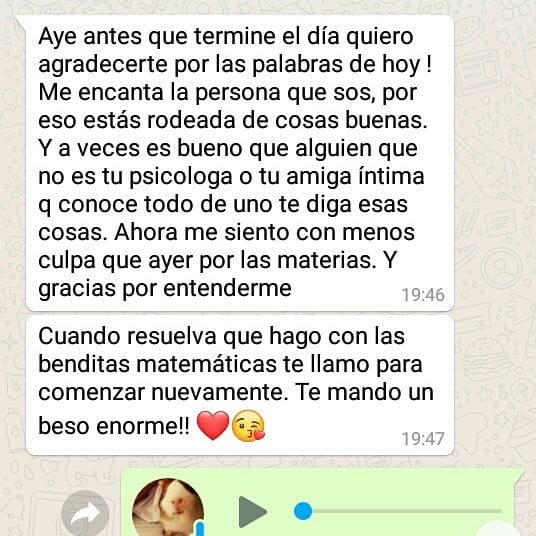 Aye antes que termine el día quiero
agradecerte por las palabras de hoy !
Me encanta la persona que sos, por
eso estás rodeada de cosas buenas.
Y a veces es bueno que alguien que
no es tu psicologa o tu amiga íntima
q conoce todo de uno te diga esas
cosas. Ahora me siento con menos
culpa que ayer por las materias. Y
gracias por entenderme
19:46
Cuando resuelva que hago con las
benditas matemáticas te llamo para
comenzar nuevamente. Te mando un
beso enorme!! ❤️😘
19:47